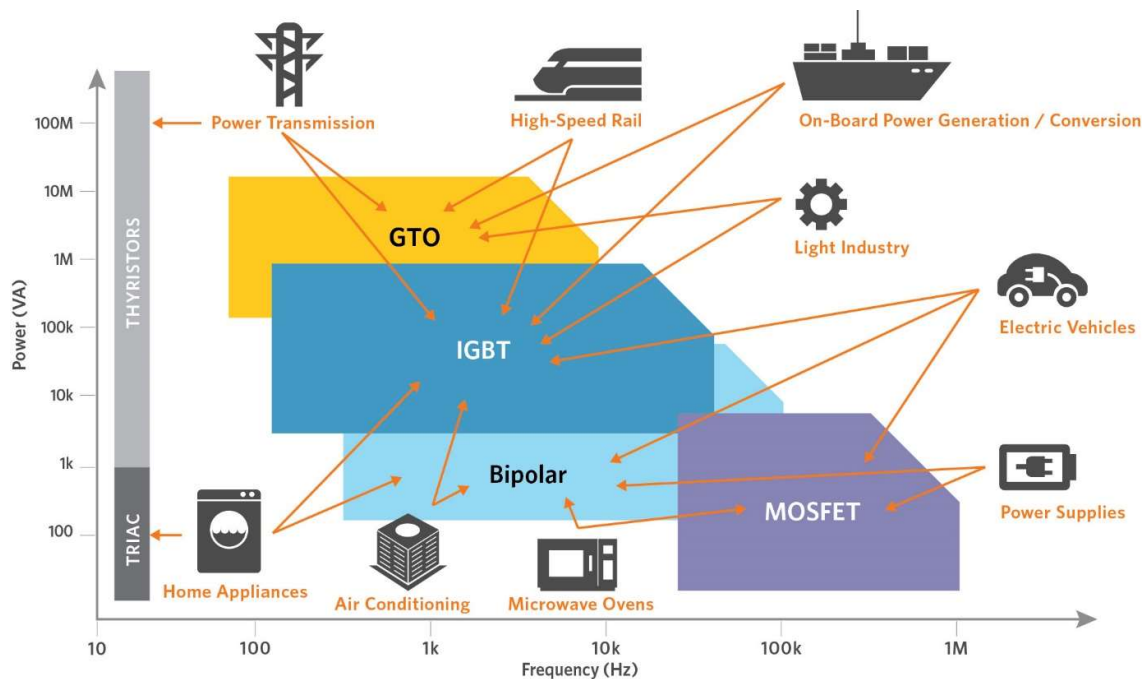 Power Transmission
High-Speed Rail
On-Board Power Generation / Conversion
Light Industry
Electric Vehicles
Power Supplies
Home Appliances
Air Conditioning
Microwave Ovens
GTO
IGBT
Bipolar
MOSFET
THYRISTORS
TRIAC
Power (VA)
100M
10M
1M
100k
10k
1k
100
10
100
1k
10k
100k
1M
Frequency (Hz)